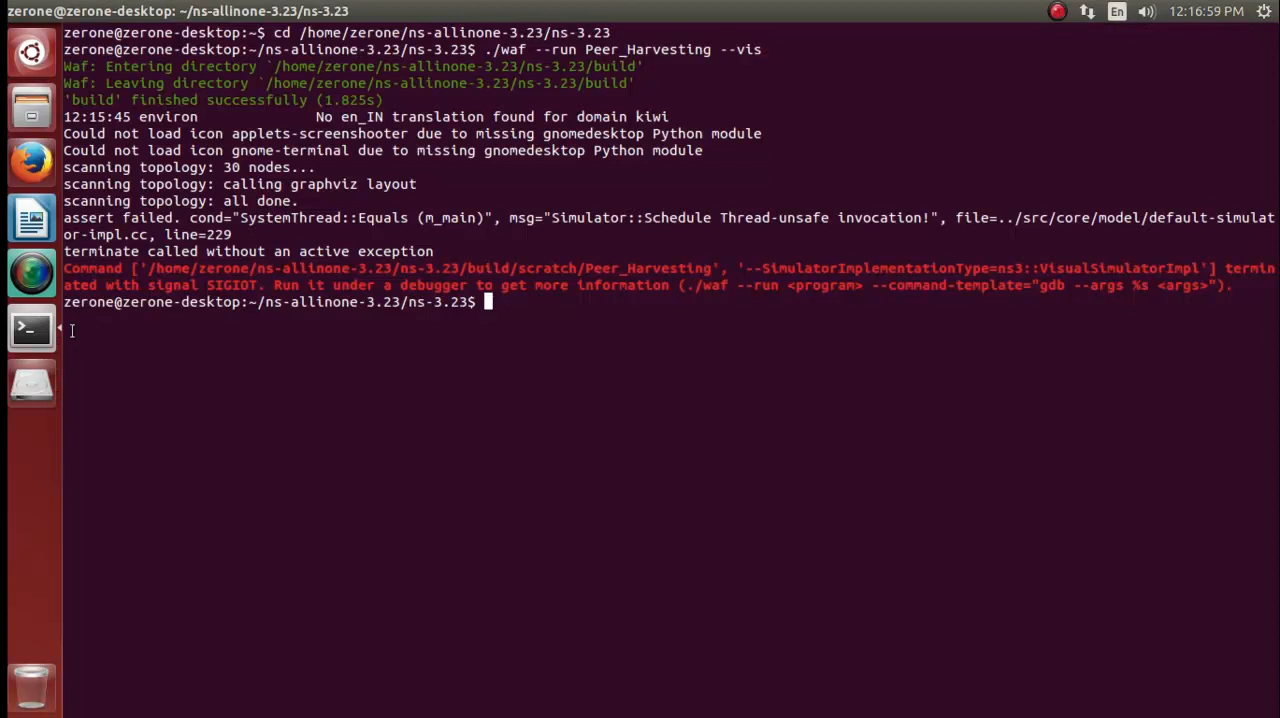 zerone@zerone-desktop: ~/ns-allinone-3.23/ns-3.23
En
12:16:59 PM
zerone@zerone-desktop:~$ cd /home/zerone/ns-allinone-3.23/ns-3.23
zerone@zerone-desktop:~/ns-allinone-3.23/ns-3.23$ ./waf --run Peer_Harvesting --vis
Waf: Entering directory `/home/zerone/ns-allinone-3.23/ns-3.23/build'
Waf: Leaving directory `/home/zerone/ns-allinone-3.23/ns-3.23/build'
'build' finished successfully (1.825s)
12:15:45 environ              No en_IN translation found for domain kiwi
Could not load icon applets-screenshooter due to missing gnomedesktop Python module
Could not load icon gnome-terminal due to missing gnomedesktop Python module
scanning topology: 30 nodes...
scanning topology: calling graphviz layout
scanning topology: all done.
assert failed. cond="SystemThread::Equals (m_main)", msg="Simulator::Schedule Thread-unsafe invocation!", file=../src/core/model/default-simulat
or-impl.cc, line=229
terminate called without an active exception
Command ['/home/zerone/ns-allinone-3.23/ns-3.23/build/scratch/Peer_Harvesting', '--SimulatorImplementationType=ns3::VisualSimulatorImpl'] termin
ated with signal SIGIOT. Run it under a debugger to get more information (./waf --run <program> --command-template="gdb --args %s <args>").
zerone@zerone-desktop:~/ns-allinone-3.23/ns-3.23$